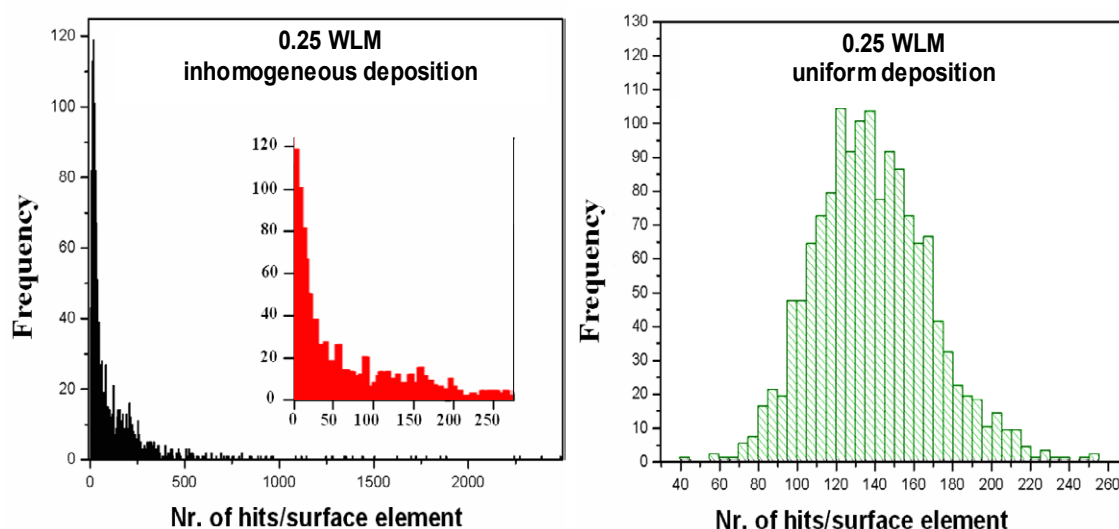 0.25 WLM
inhomogeneous deposition
Frequency
120
100
80
60
40
20
0
0 500 1000 1500 2000
Nr. of hits/surface element
120
100
80
60
40
20
0
0 50 100 150 200 250
0.25 WLM
uniform deposition
Frequency
130
120
110
100
90
80
70
60
50
40
30
20
10
0
40 60 80 100 120 140 160 180 200 220 240 260
Nr. of hits/surface element